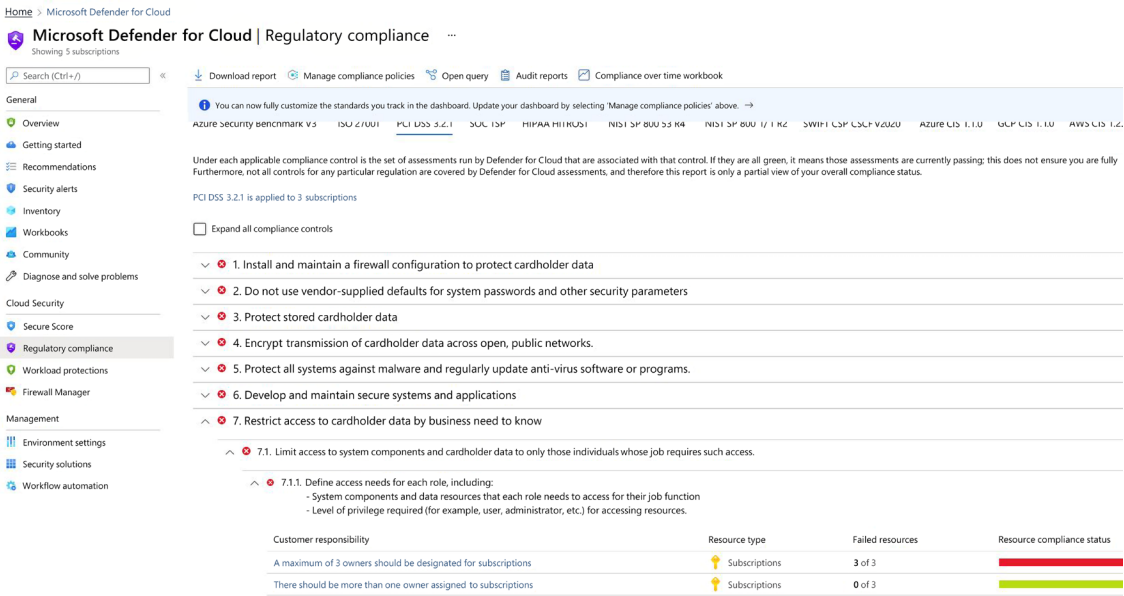 Home > Microsoft Defender for Cloud
Microsoft Defender for Cloud | Regulatory compliance ...
Showing 5 subscriptions
Search (Ctrl+/)
«
Download report
Manage compliance policies
Open query
Audit reports
Compliance over time workbook
General
Overview
Getting started
Recommendations
Security alerts
Inventory
Workbooks
Community
Diagnose and solve problems
Cloud Security
Secure Score
Regulatory compliance
Workload protections
Firewall Manager
Management
Environment settings
Security solutions
Workflow automation
You can now fully customize the standards you track in the dashboard. Update your dashboard by selecting 'Manage compliance policies' above. →
Azure Security Benchmark V3 ISO 27001 PCI DSS 3.2.1 SOC TSP HIPAA HITRUST NIST SP 800 53 R4 NIST SP 800 171 R2 SWIFT CSP CSCF V2020 Azure CIS 1.1.0 GCP CIS 1.1.0 AWS CIS 1.2.
Under each applicable compliance control is the set of assessments run by Defender for Cloud that are associated with that control. If they are all green, it means those assessments are currently passing; this does not ensure you are fully
Furthermore, not all controls for any particular regulation are covered by Defender for Cloud assessments, and therefore this report is only a partial view of your overall compliance status.
PCI DSS 3.2.1 is applied to 3 subscriptions
Expand all compliance controls
1. Install and maintain a firewall configuration to protect cardholder data
2. Do not use vendor-supplied defaults for system passwords and other security parameters
3. Protect stored cardholder data
4. Encrypt transmission of cardholder data across open, public networks.
5. Protect all systems against malware and regularly update anti-virus software or programs.
6. Develop and maintain secure systems and applications
7. Restrict access to cardholder data by business need to know
7.1. Limit access to system components and cardholder data to only those individuals whose job requires such access.
7.1.1. Define access needs for each role, including:
- System components and data resources that each role needs to access for their job function
- Level of privilege required (for example, user, administrator, etc.) for accessing resources.
Customer responsibility Resource type Failed resources Resource compliance status
A maximum of 3 owners should be designated for subscriptions Subscriptions 3 of 3
There should be more than one owner assigned to subscriptions Subscriptions 0 of 3